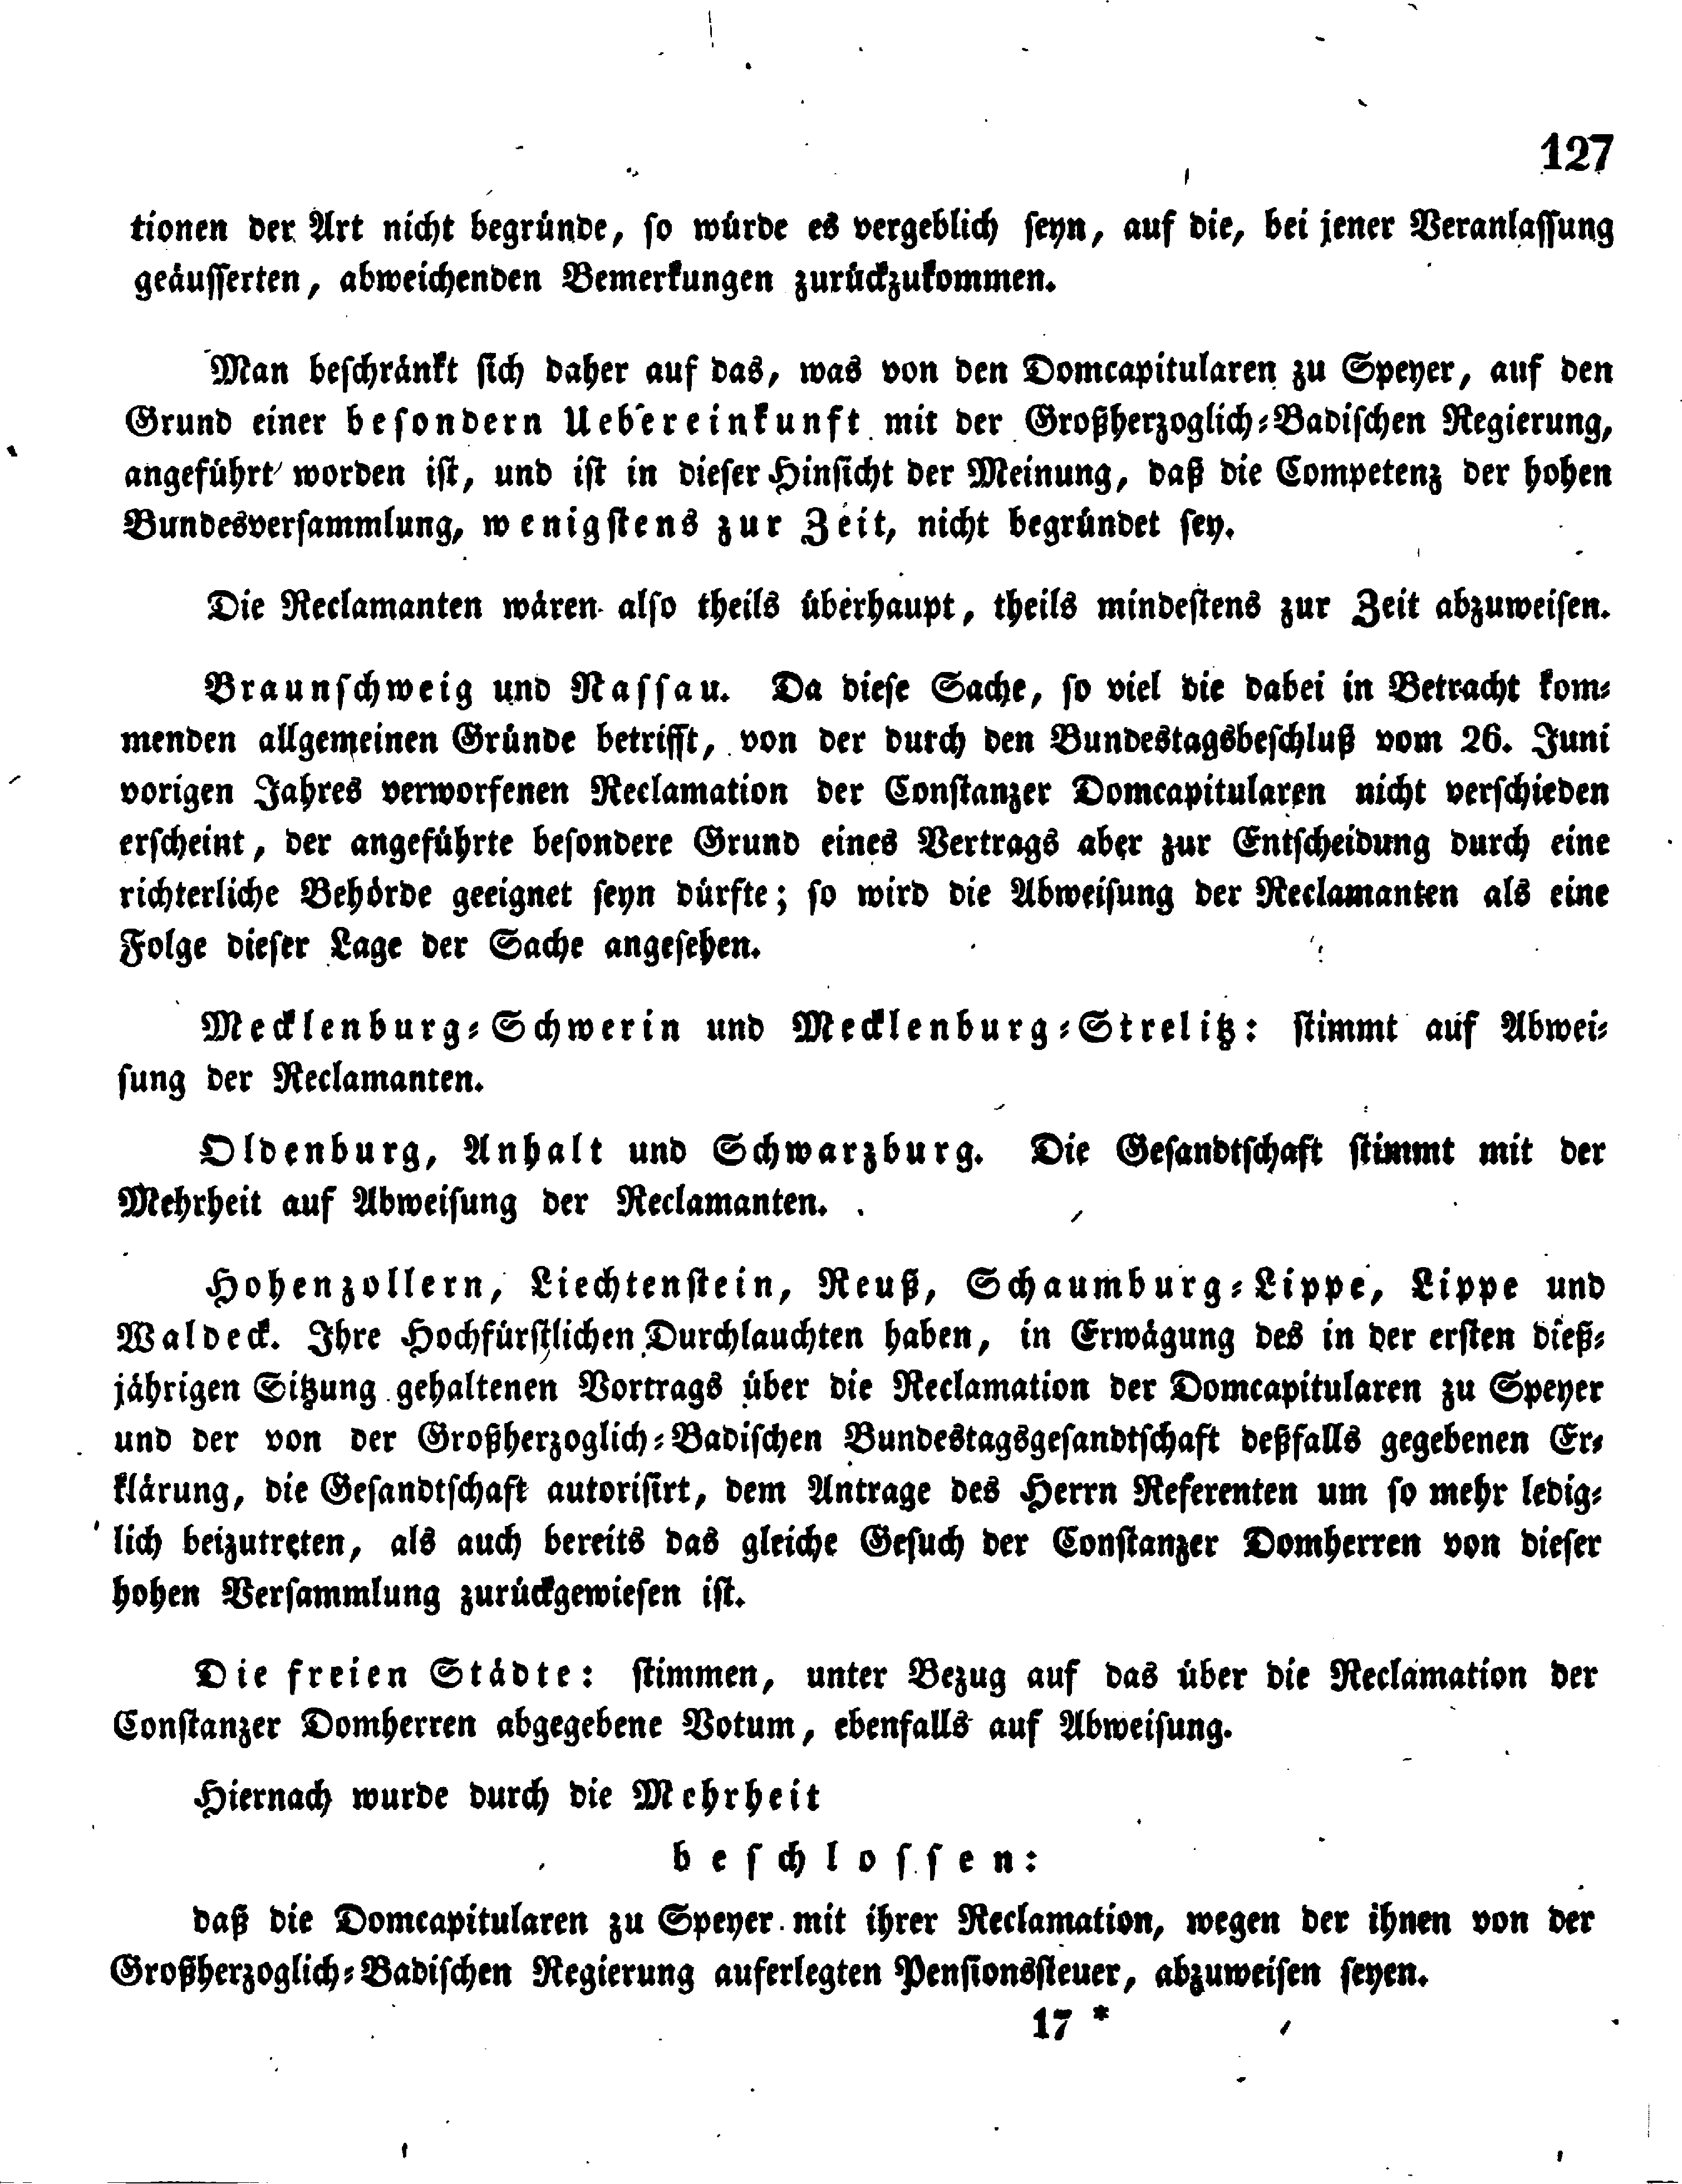 127
tionen der Art nicht begründe, so würde es vergeblich seyn, auf die, bei jener Veranlassung
geäusserten, abweichenden Bemerkungen zurückzukommen.
Man beschränkt sich daher auf das, was von den Domcapitularen zu Speyer, auf den
Grund einer besondern Uebereinkunft mit der Großherzoglich-Badischen Regierung,
angeführt worden ist, und ist in dieser Hinsicht der Meinung, daß die Competenz der hohen
Bundesversammlung, wenigstens zur Zeit, nicht begründet sey.
Die Reclamanten wären also theils überhaupt, theils mindestens zur Zeit abzuweisen.
Braunschweig und Nassau. Da diese Sache, so viel die dabei in Betracht kom-
menden allgemeinen Gründe betrifft, von der durch den Bundestagsbeschluß vom 26. Juni
vorigen Jahres verworfenen Reclamation der Constanzer Domcapitularen nicht verschieden
erscheint, der angeführte besondere Grund eines Vertrags aber zur Entscheidung durch eine
richterliche Behörde geeignet seyn dürfte; so wird die Abweisung der Reclamanten als eine
Folge dieser Lage der Sache angesehen.
Mecklenburg-Schwerin und Mecklenburg-Strelitz: stimmt auf Abwei-
sung der Reclamanten.
Oldenburg, Anhalt und Schwarzburg. Die Gesandtschaft stimmt mit der
Mehrheit auf Abweisung der Reclamanten.
Hohenzollern, Liechtenstein, Reuß, Schaumburg-Lippe, Lippe und
Waldeck. Ihre Hochfürstlichen Durchlauchten haben, in Erwägung des in der ersten dieß-
jährigen Sitzung gehaltenen Vortrags über die Reclamation der Domcapitularen zu Speyer
und der von der Großherzoglich-Badischen Bundestagsgesandtschaft deßfalls gegebenen Er-
klärung, die Gesandtschaft autorisirt, dem Antrage des Herrn Referenten um so mehr ledig-
lich beizutreten, als auch bereits das gleiche Gesuch der Constanzer Domherren von dieser
hohen Versammlung zurückgewiesen ist.
Die freien Städte: stimmen, unter Bezug auf das über die Reclamation der
Constanzer Domherren abgegebene Votum, ebenfalls auf Abweisung.
Hiernach wurde durch die Mehrheit
beschlossen:
daß die Domcapitularen zu Speyer mit ihrer Reclamation, wegen der ihnen von der
Großherzoglich-Badischen Regierung auferlegten Pensionssteuer, abzuweisen seyen.
17 *